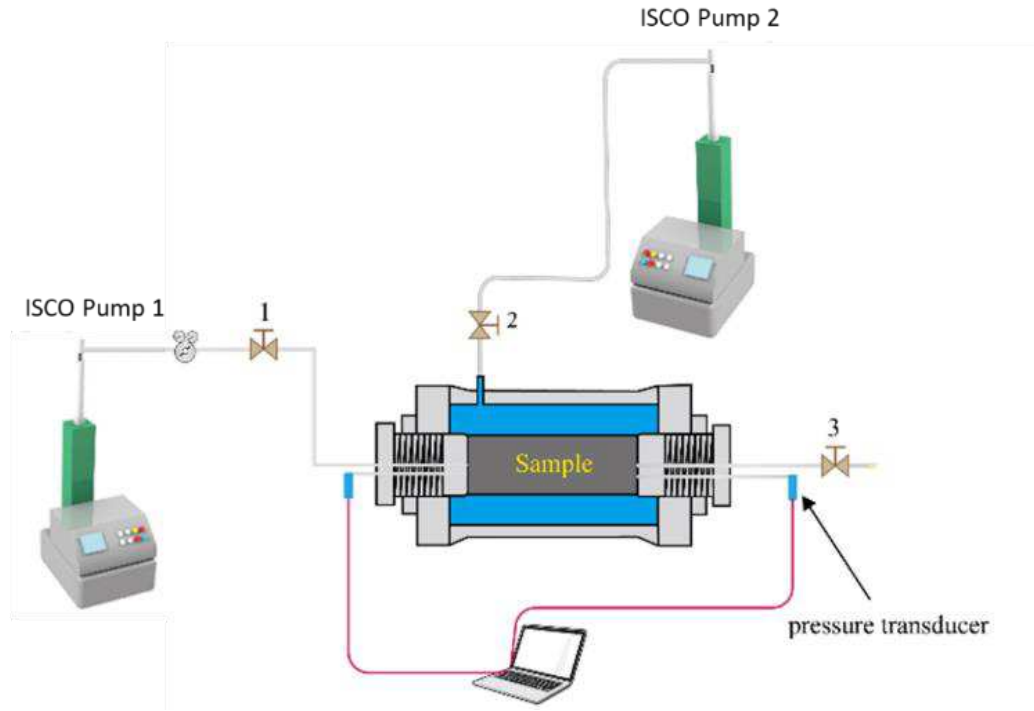 ISCO Pump 2
ISCO Pump 1
1
2
Sample
3
pressure transducer